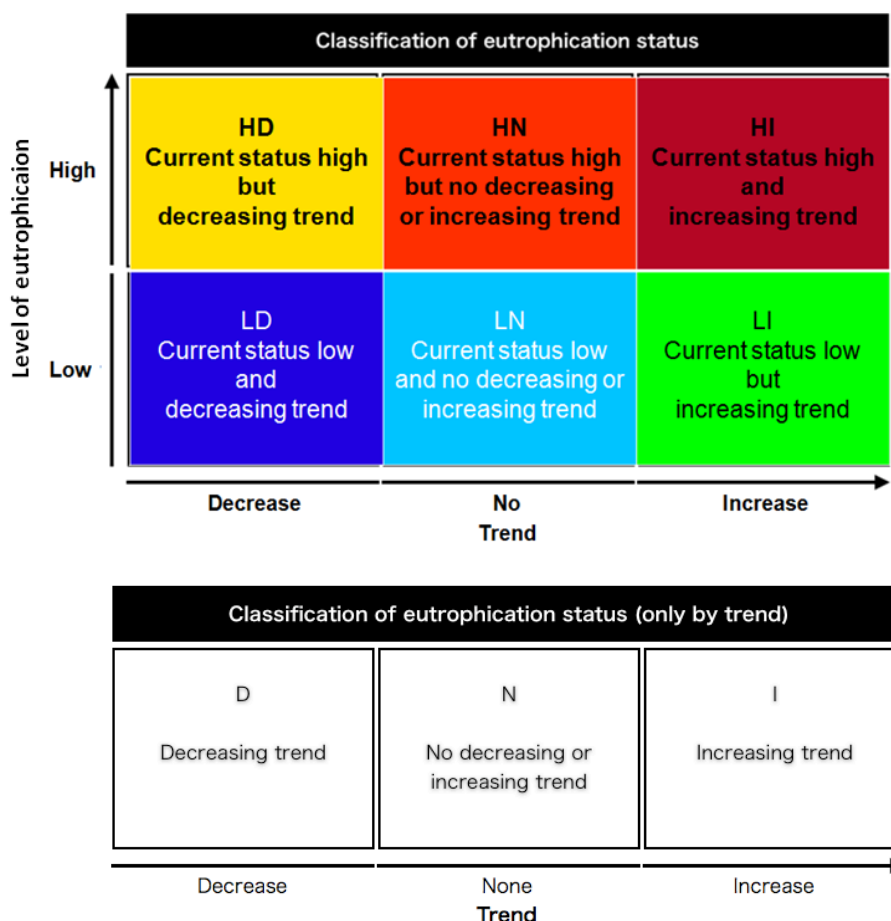 Classification of eutrophication status
Level of eutrophicaion
High
HD
Current status high
but
decreasing trend
HN
Current status high
but no decreasing
or increasing trend
HI
Current status high
and
increasing trend
Low
LD
Current status low
and
decreasing trend
LN
Current status low
and no decreasing or
increasing trend
LI
Current status low
but
increasing trend
Decrease
No
Increase
Trend
Classification of eutrophication status (only by trend)
D
Decreasing trend
N
No decreasing or
increasing trend
I
Increasing trend
Decrease
None
Increase
Trend